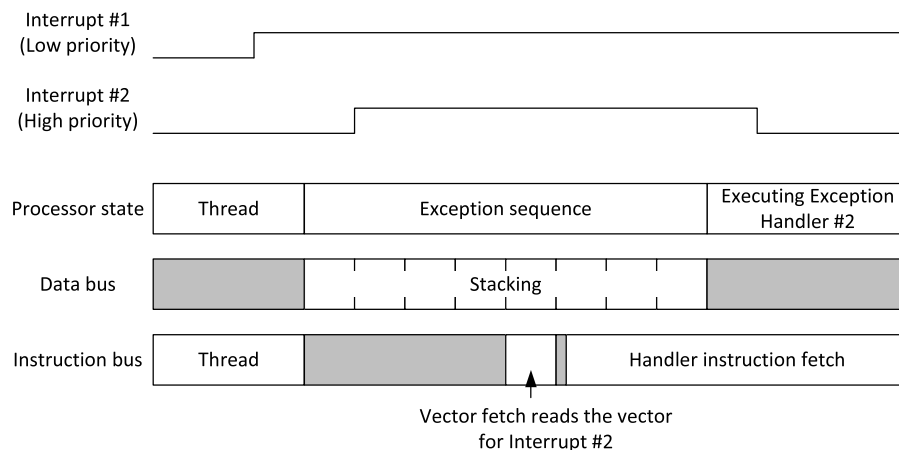 Interrupt #1
(Low priority)
Interrupt #2
(High priority)
Processor state
Thread
Exception sequence
Executing Exception
Handler #2
Data bus
Stacking
Instruction bus
Thread
Handler instruction fetch
Vector fetch reads the vector
for Interrupt #2